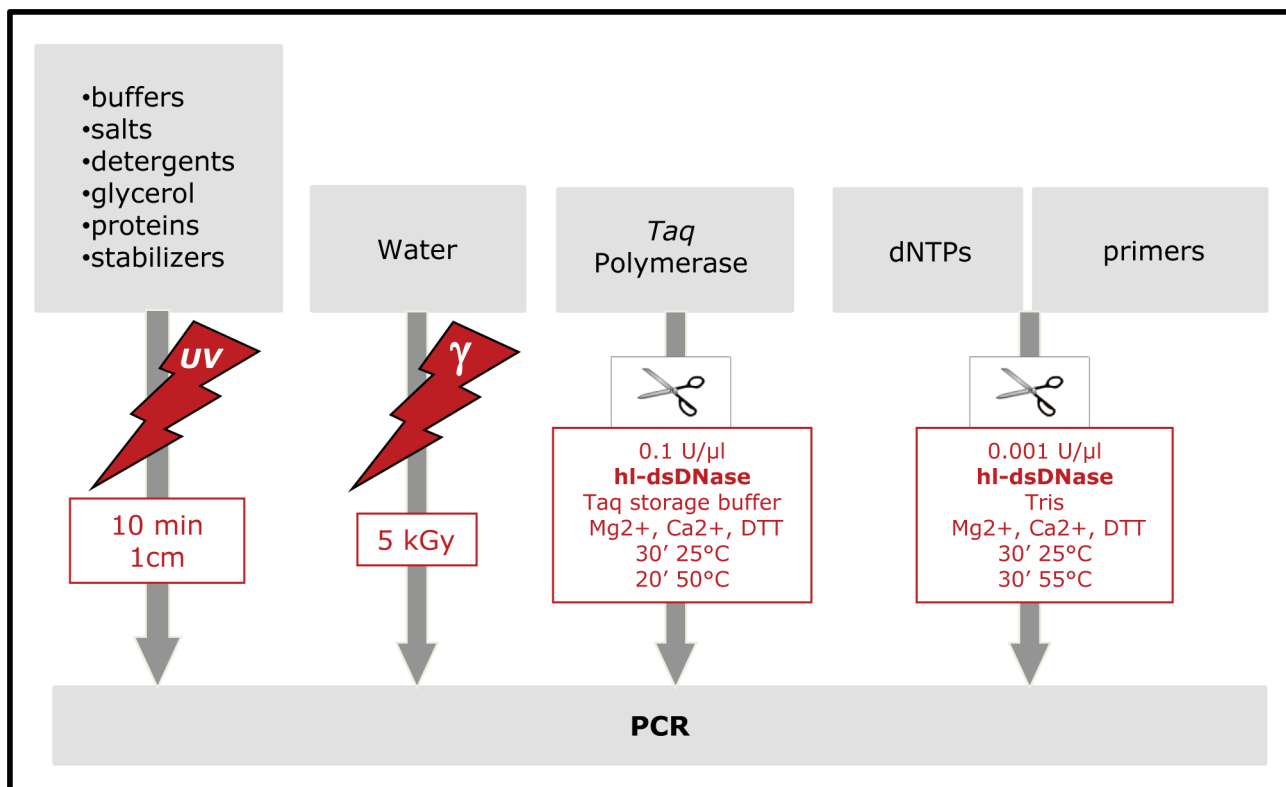 •buffers
•salts
•detergents
•glycerol
•proteins
•stabilizers
Water
Taq
Polymerase
dNTPs
primers
UV
γ
10 min
1cm
5 kGy
0.1 U/µl
hl-dsDNase
Taq storage buffer
Mg2+, Ca2+, DTT
30’ 25°C
20’ 50°C
0.001 U/µl
hl-dsDNase
Tris
Mg2+, Ca2+, DTT
30’ 25°C
30’ 55°C
PCR